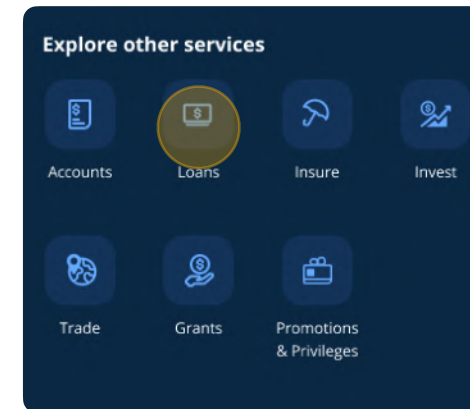 Explore other services
Accounts
Loans
Insure
Invest
Trade
Grants
Promotions
& Privileges